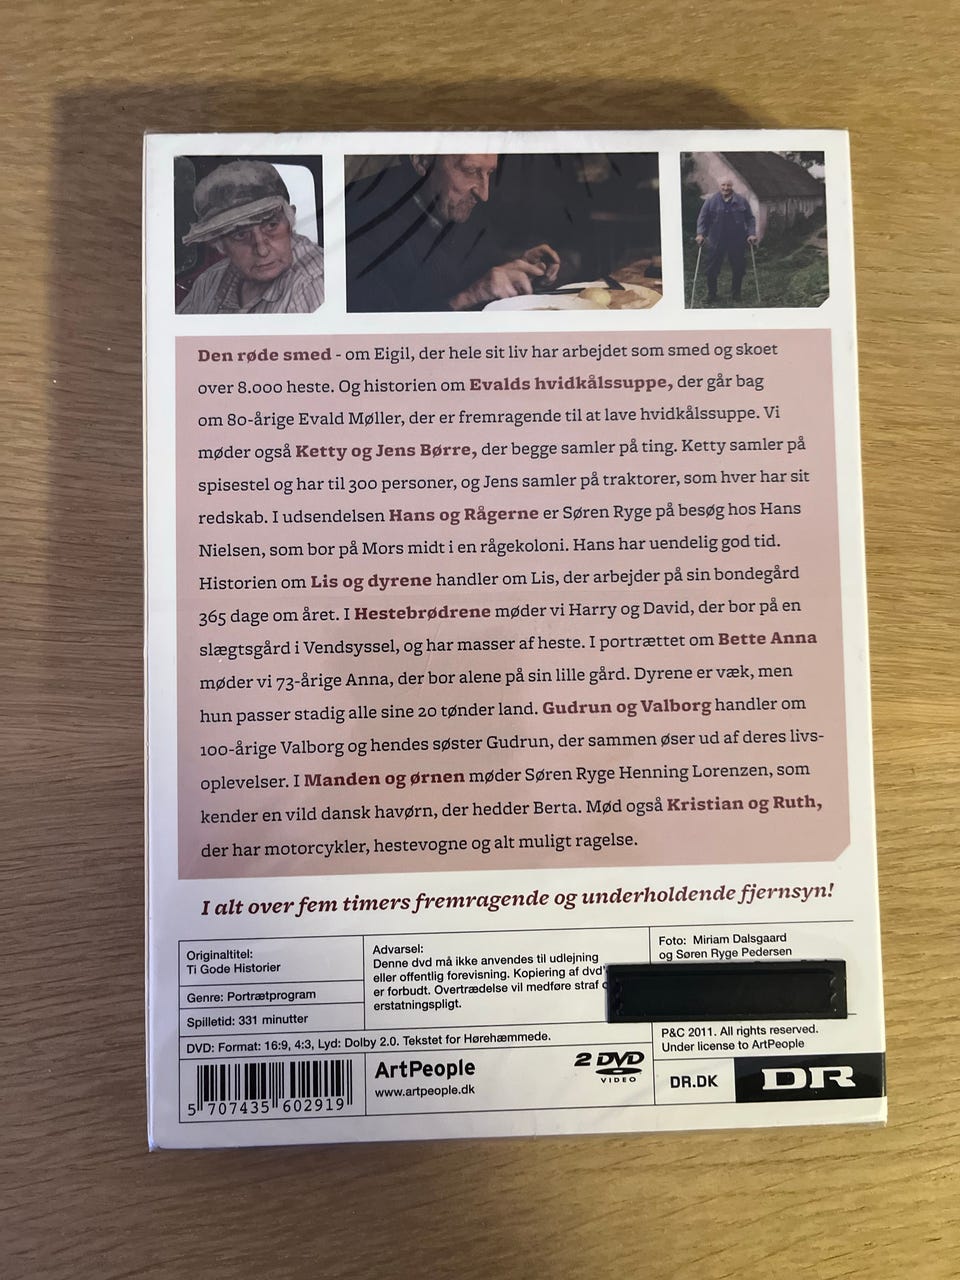 Den røde smed - om Eigil, der hele sit liv har arbejdet som smed og skoet
over 8.000 heste. Og historien om Evalds hvidkålssuppe, der går bag
om 80-årige Evald Møller, der er fremragende til at lave hvidkålssuppe. Vi
møder også Ketty og Jens Børre, der begge samler på ting. Ketty samler på
spisestel og har til 300 personer, og Jens samler på traktorer, som hver har sit
redskab. I udsendelsen Hans og Rågerne er Søren Ryge på besøg hos Hans
Nielsen, som bor på Mors midt i en rågekoloni. Hans har uendelig god tid.
Historien om Lis og dyrene handler om Lis, der arbejder på sin bondegård
365 dage om året. I Hestebrødrene møder vi Harry og David, der bor på en
slægtsgård i Vendsyssel, og har masser af heste. I portrættet om Bette Anna
møder vi 73-årige Anna, der bor alene på sin lille gård. Dyrene er væk, men
hun passer stadig alle sine 20 tønder land. Gudrun og Valborg handler om
100-årige Valborg og hendes søster Gudrun, der sammen øser ud af deres livs-
oplevelser. I Manden og ørnen møder Søren Ryge Henning Lorenzen, som
kender en vild dansk havørn, der hedder Berta. Mød også Kristian og Ruth,
der har motorcykler, hestevogne og alt muligt ragelse.
I alt over fem timers fremragende og underholdende fjernsyn!
Originaltitel:
Ti Gode Historier
Genre: Portrætprogram
Spilletid: 331 minutter
Advarsel:
Denne dvd må ikke anvendes til udlejning
eller offentlig forevisning. Kopiering af dvd'
er forbudt. Overtrædelse vil medføre straf
erstatningspligt.
Foto: Miriam Dalsgaard
og Søren Ryge Pedersen
DVD: Format: 16:9, 4:3, Lyd: Dolby 2.0. Tekstet for Hørehæmmede.
P&C 2011. All rights reserved.
Under license to ArtPeople
5 707435 602919
ArtPeople
www.artpeople.dk
2 DVD
VIDEO
DR.DK
DR